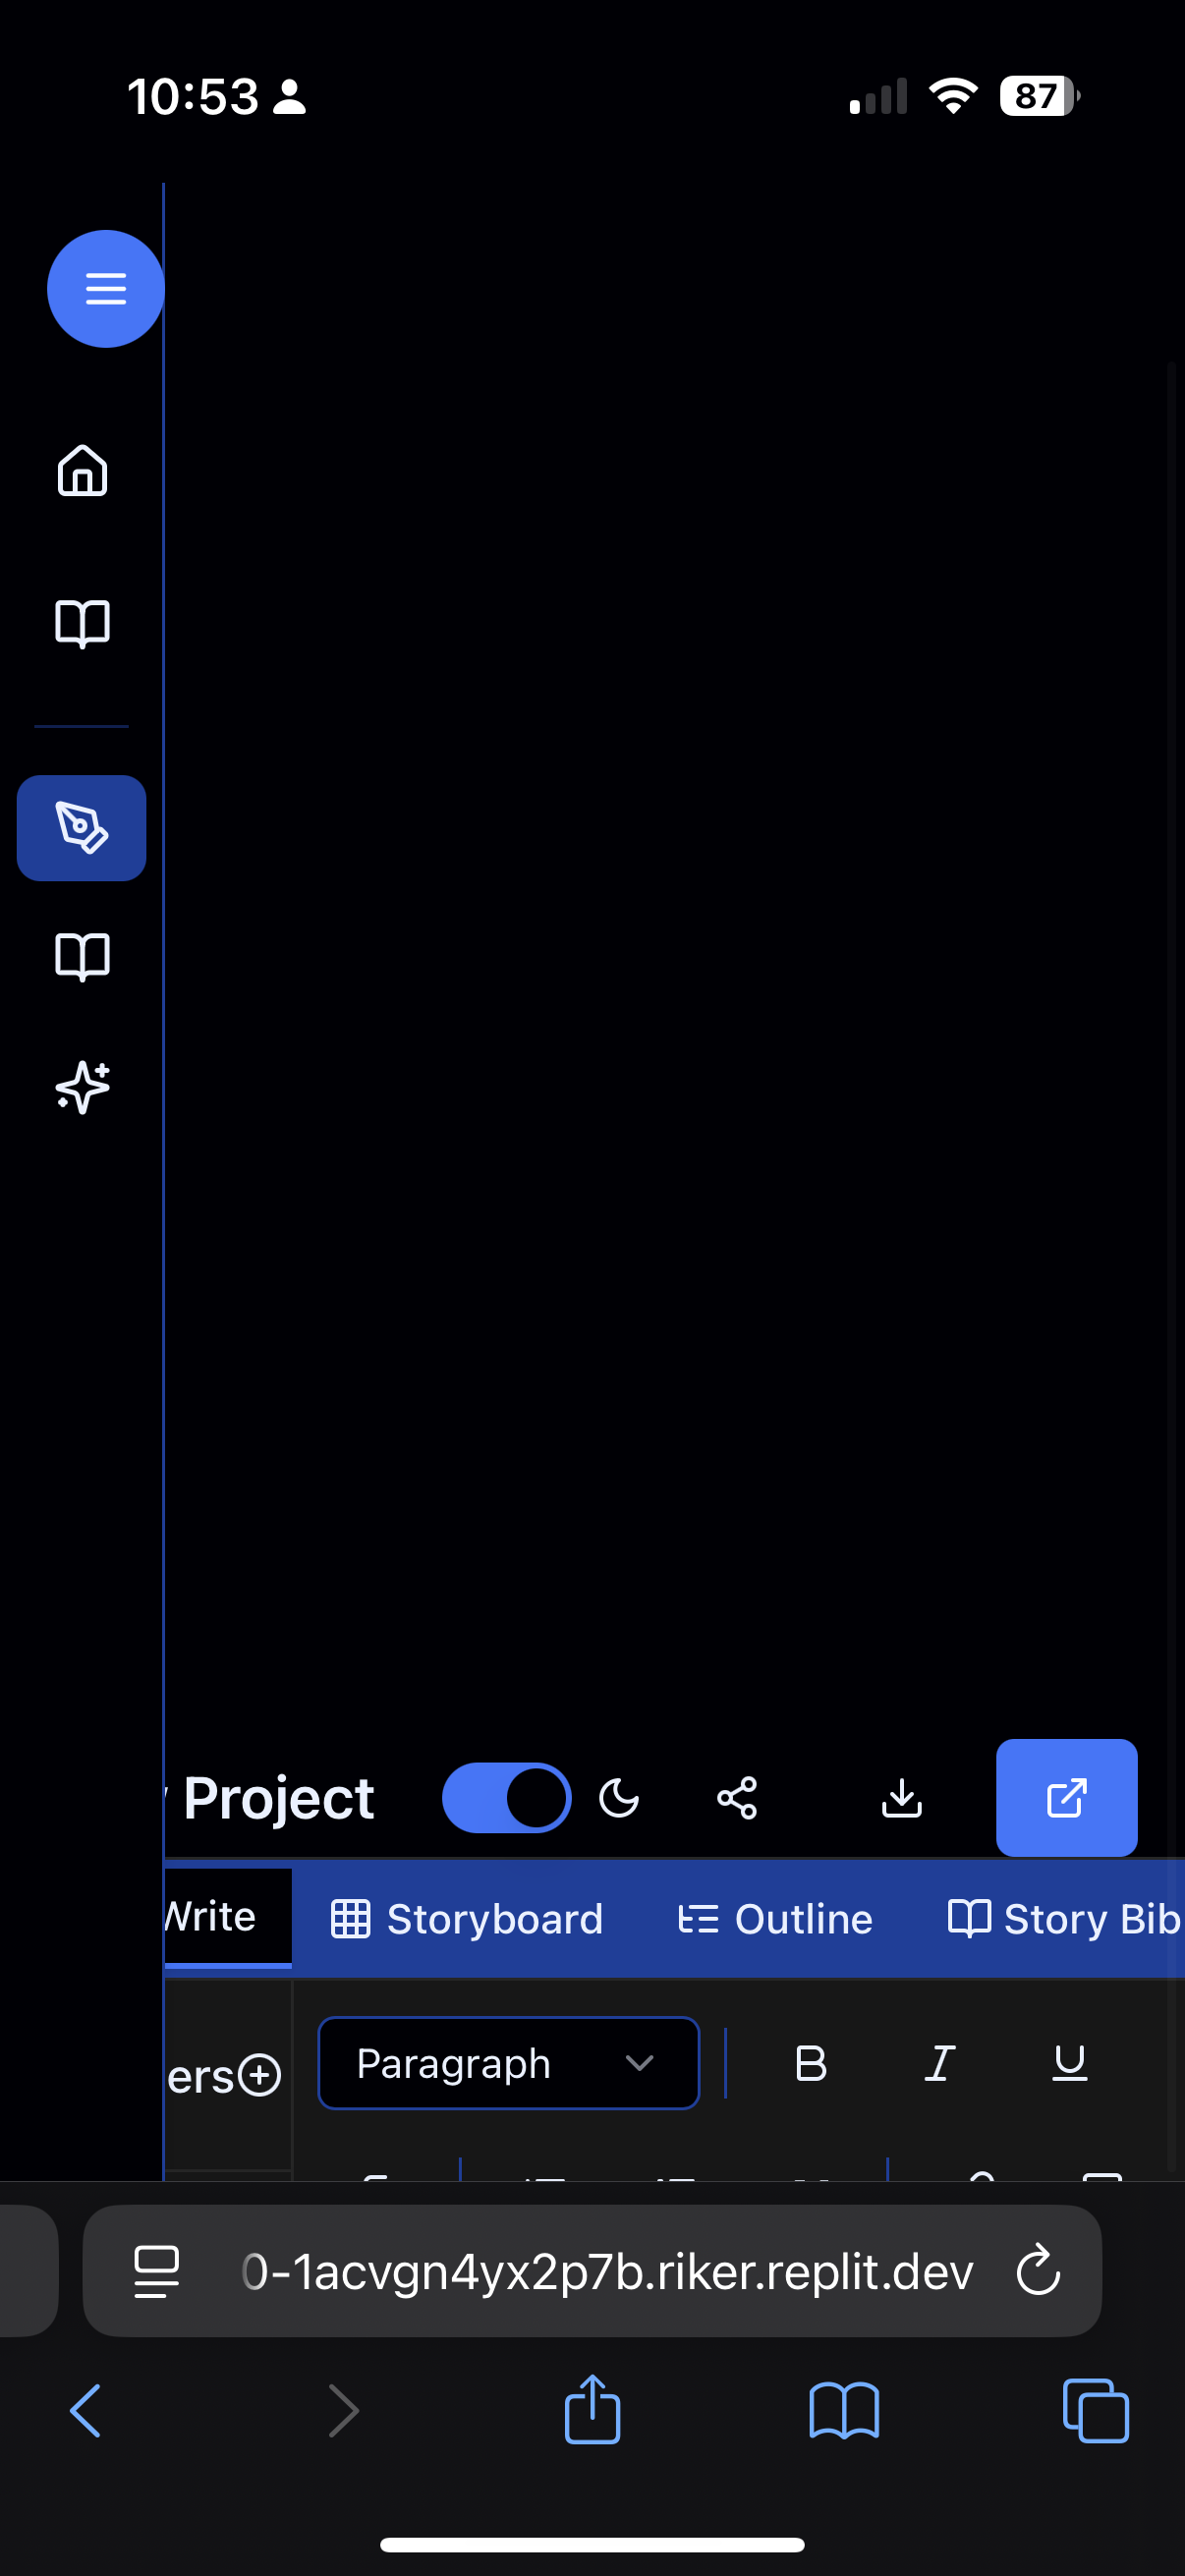 10:53
87
Project
Write
Storyboard
Outline
Story Bib
ers
Paragraph
B I U
0-1acvgn4yx2p7b.riker.replit.dev